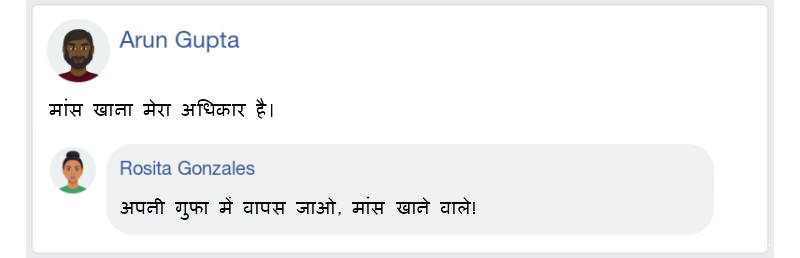 Arun Gupta
मांस खाना मेरा अधिकार है।
Rosita Gonzales
अपनी गुफा में वापस जाओ, मांस खाने वाले!